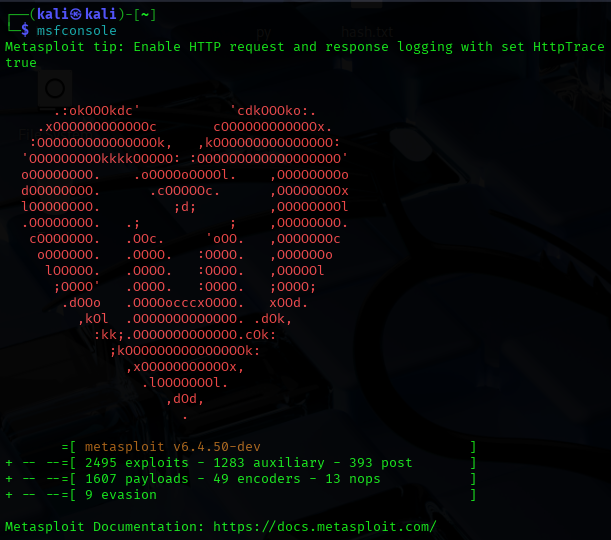 ┌──(kali㉿kali)-[~]
└─$ msfconsole
Metasploit tip: Enable HTTP request and response logging with set HttpTrace
true
      .:okOOOkdc'           'cdkOOOko:.
    .xOOOOOOOOOOOOc       cOOOOOOOOOOOOx.
   :OOOOOOOOOOOOOOOk,   ,kOOOOOOOOOOOOOOO:
  'OOOOOOOOOkkkkOOOOO: :OOOOOOOOOOOOOOOOOO'
  oOOOOOOOO.    .oOOOOoOOOOl.    ,OOOOOOOOo
  dOOOOOOOO.      .cOOOOOc.      ,OOOOOOOOx
  lOOOOOOOO.         ;d;         ,OOOOOOOOl
  .OOOOOOOO.   .;           ;    ,OOOOOOOO.
   cOOOOOOO.   .OOc.     'oOO.   ,OOOOOOOc
    oOOOOOO.   .OOOO.   :OOOO.   ,OOOOOOo
     lOOOOO.   .OOOO.   :OOOO.   ,OOOOOl
      ;OOOO'   .OOOO.   :OOOO.   ;OOOO;
       .dOOo   .OOOOocccxOOOO.   xOOd.
         ,kOl  .OOOOOOOOOOOOO. .dOk,
           :kk;.OOOOOOOOOOOOO.cOk:
             ;kOOOOOOOOOOOOOOOk:
               ,xOOOOOOOOOOOx,
                 .lOOOOOOOl.
                    ,dOd,
                      .
       =[ metasploit v6.4.50-dev                          ]
+ -- --=[ 2495 exploits - 1283 auxiliary - 393 post       ]
+ -- --=[ 1607 payloads - 49 encoders - 13 nops           ]
+ -- --=[ 9 evasion                                       ]
Metasploit Documentation: https://docs.metasploit.com/